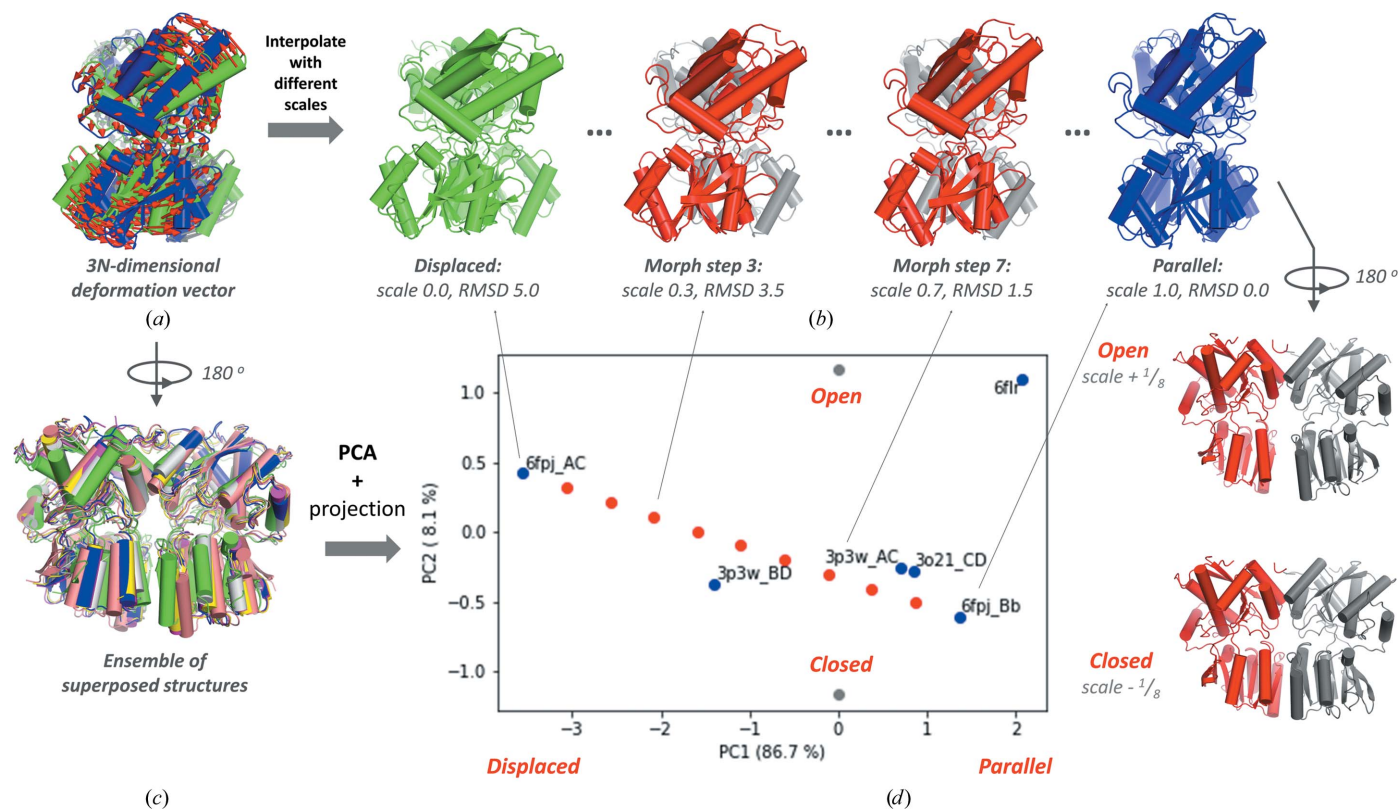 Interpolate
with
different
scales
3N-dimensional
deformation vector
(a)
Displaced:
scale 0.0, RMSD 5.0
Morph step 3:
scale 0.3, RMSD 3.5
Morph step 7:
scale 0.7, RMSD 1.5
Parallel:
scale 1.0, RMSD 0.0
(b)
180 o
180 o
Ensemble of
superposed structures
(c)
PCA
+
projection
PC2 ( 8.1 %)
1.0
0.5
0.0
−0.5
−1.0
Open
6flr
6fpj_AC
3p3w_BD
3p3w_AC
3o21_CD
6fpj_Bb
Closed
−3
−2
−1
0
1
2
PC1 (86.7 %)
Displaced
Parallel
(d)
Open
scale + 1/8
Closed
scale - 1/8